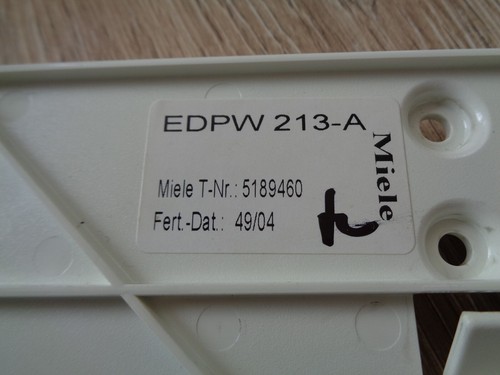 EDPW 213-A
Miele
Miele T-Nr.: 5189460
Fert.-Dat.: 49/04